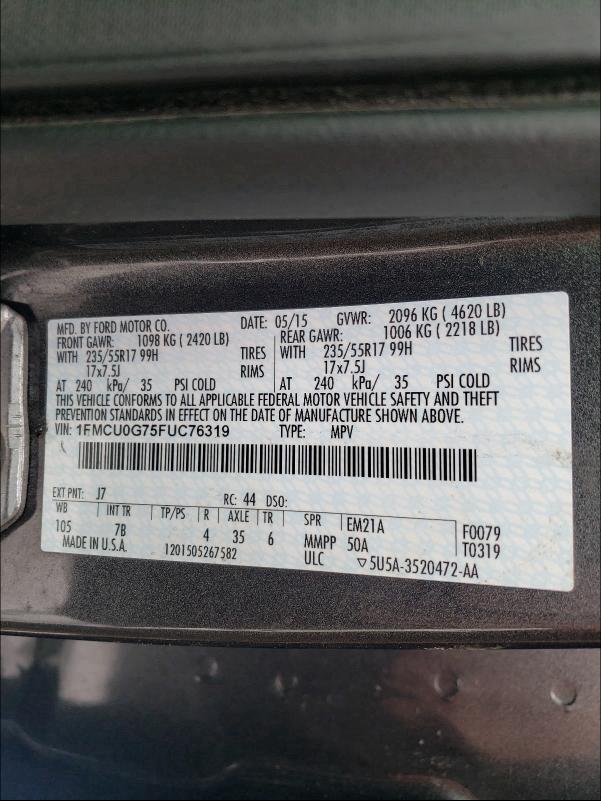 MFD. BY FORD MOTOR CO. DATE: 05/15 GVWR: 2096 KG ( 4620 LB)
FRONT GAWR: 1098 KG ( 2420 LB) REAR GAWR: 1006 KG ( 2218 LB)
WITH 235/55R17 99H TIRES WITH 235/55R17 99H TIRES
17x7.5J RIMS 17x7.5J RIMS
AT 240 kPa/ 35 PSI COLD AT 240 kPa/ 35 PSI COLD
THIS VEHICLE CONFORMS TO ALL APPLICABLE FEDERAL MOTOR VEHICLE SAFETY AND THEFT
PREVENTION STANDARDS IN EFFECT ON THE DATE OF MANUFACTURE SHOWN ABOVE.
VIN: 1FMCU0G75FUC76319 TYPE: MPV
EXT PNT: J7 RC: 44 DSO:
WB INT TR TP/PS R AXLE TR SPR EM21A F0079
105 7B 4 35 6 MMPP 50A T0319
MADE IN U.S.A. 1201505267582 ULC ▽5U5A-3520472-AA